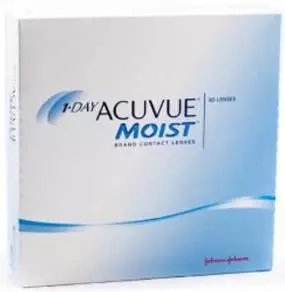 1-DAY ACUVUE®
MOIST®
BRAND CONTACT LENSES
90 LENSES
Johnson & Johnson